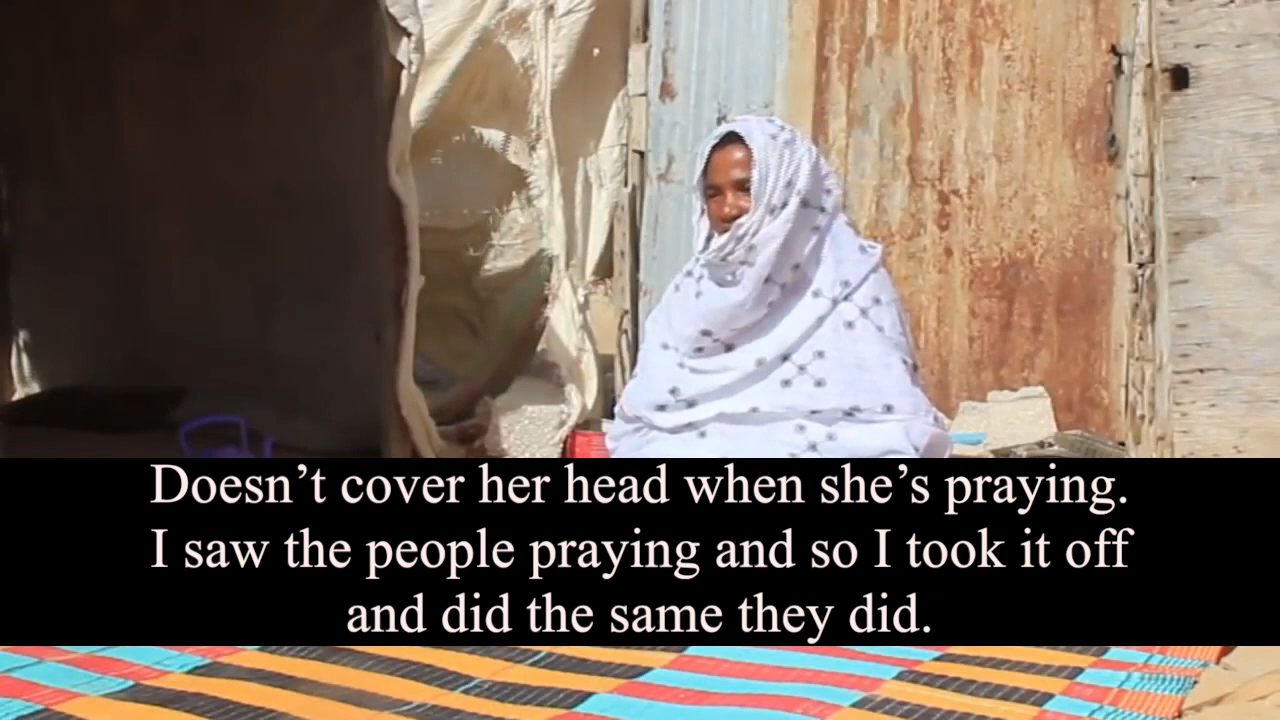 Doesn’t cover her head when she’s praying.
I saw the people praying and so I took it off
and did the same they did.